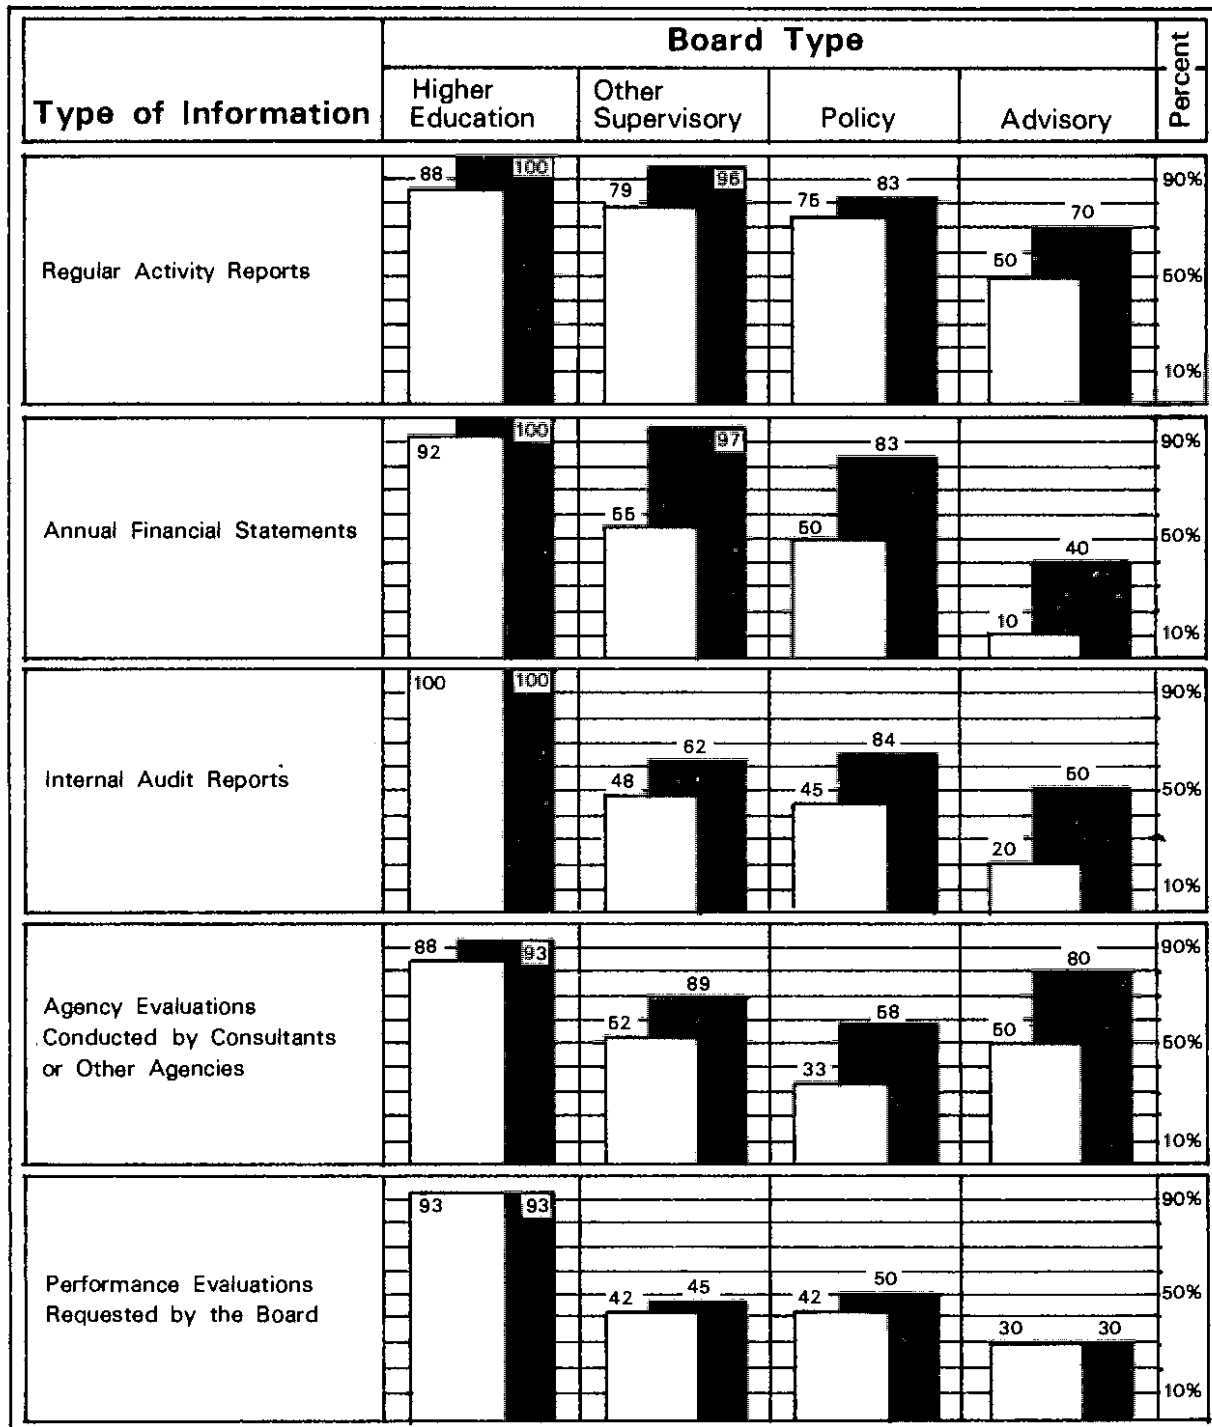 Board Type
Percent
Type of Information
Higher
Education
Other
Supervisory
Policy
Advisory
Regular Activity Reports
88 100 79 96 75 83 50 70
90%
50%
10%
Annual Financial Statements
92 100 55 97 50 83 10 40
90%
50%
10%
Internal Audit Reports
100 100 48 62 45 84 20 50
90%
50%
10%
Agency Evaluations
Conducted by Consultants
or Other Agencies
88 93 52 89 33 58 50 80
90%
50%
10%
Performance Evaluations
Requested by the Board
93 93 42 45 42 50 30 30
90%
50%
10%